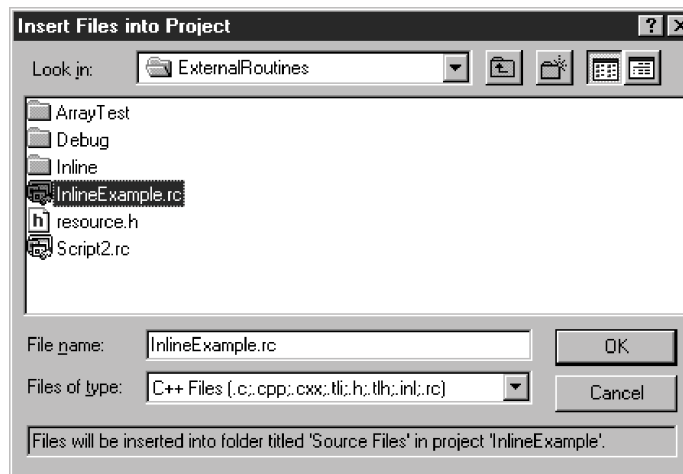 Insert Files into Project
Look in: ExternalRoutines
ArrayTest
Debug
Inline
InlineExample.rc
resource.h
Script2.rc
File name: InlineExample.rc OK
Files of type: C++ Files (.c;.cpp;.cxx;.tli;.h;.tlh;.inl;.rc) Cancel
Files will be inserted into folder titled 'Source Files' in project 'InlineExample'.